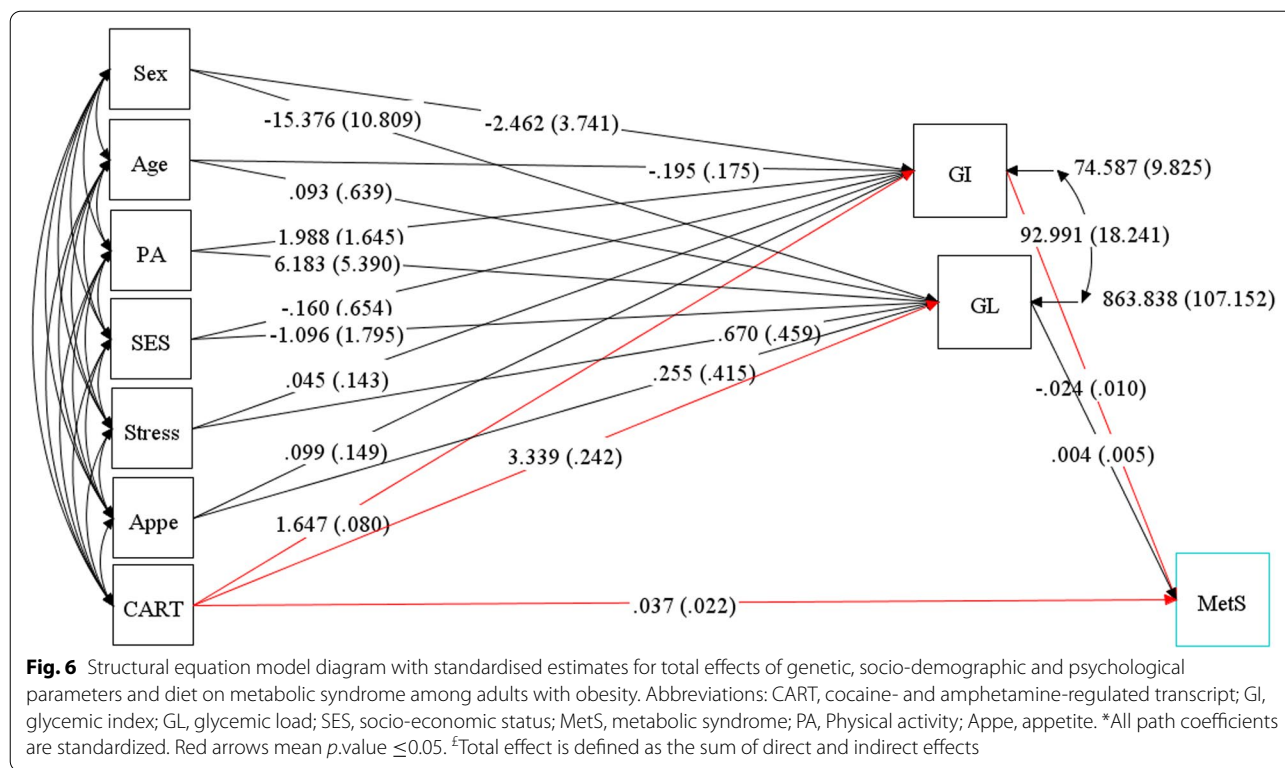 Sex
-15.376 (10.809)
-2.462 (3.741)
GI
74.587 (9.825)
Age
.093 (.639)
-.195 (.175)
PA
1.988 (1.645)
6.183 (5.390)
92.991 (18.241)
GL
863.838 (107.152)
SES
-.160 (.654)
-1.096 (1.795)
.670 (.459)
.255 (.415)
Stress
.045 (.143)
-.024 (.010)
.004 (.005)
Appe
.099 (.149)
3.339 (.242)
1.647 (.080)
CART
.037 (.022)
MetS
Fig. 6 Structural equation model diagram with standardised estimates for total effects of genetic, socio-demographic and psychological
parameters and diet on metabolic syndrome among adults with obesity. Abbreviations: CART, cocaine- and amphetamine-regulated transcript; GI,
glycemic index; GL, glycemic load; SES, socio-economic status; MetS, metabolic syndrome; PA, Physical activity; Appe, appetite. *All path coefficients
are standardized. Red arrows mean p.value ≤0.05. £Total effect is defined as the sum of direct and indirect effects